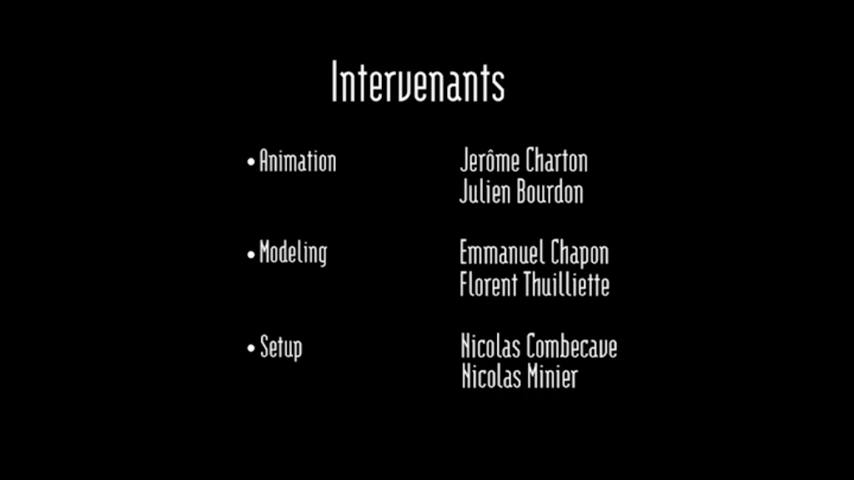 Intervenants
• Animation Jerôme Charton
Julien Bourdon
• Modeling Emmanuel Chapon
Florent Thuilliette
• Setup Nicolas Combecave
Nicolas Minier